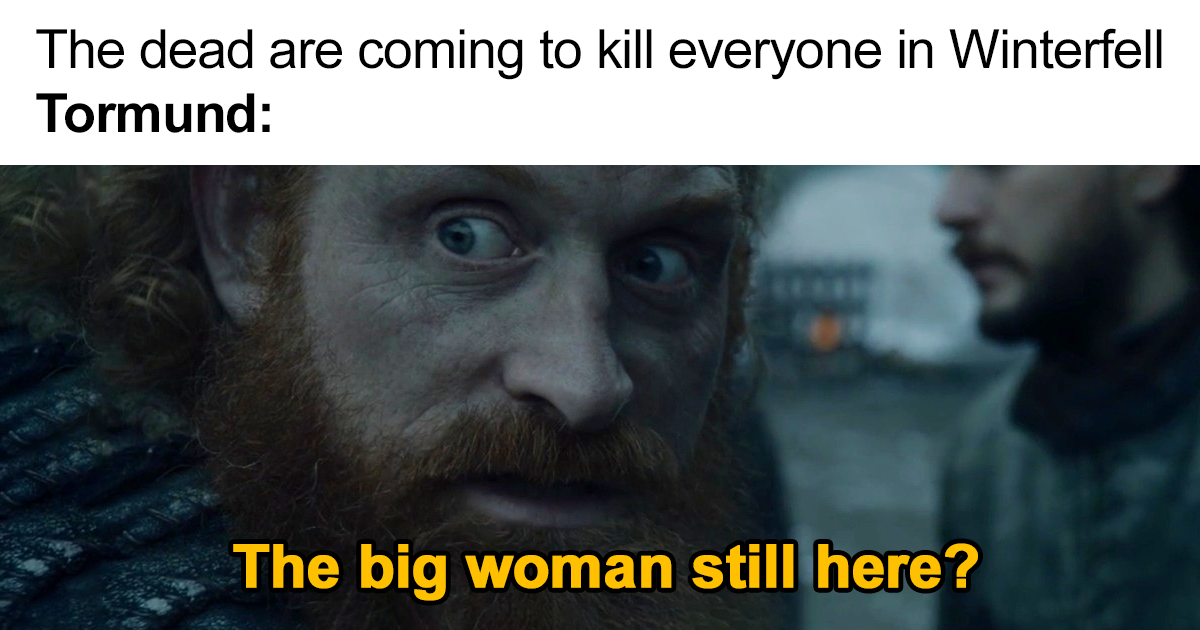 The dead are coming to kill everyone in Winterfell
Tormund:
The big woman still here?